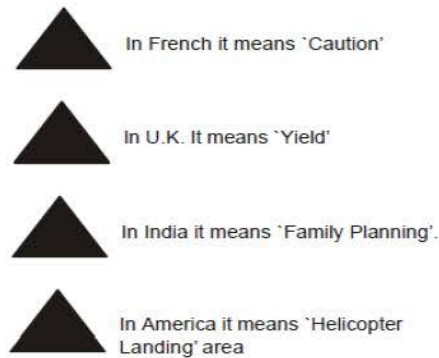 In French it means `Caution'
In U.K. It means `Yield'
In India it means `Family Planning'.
In America it means `Helicopter
Landing' area